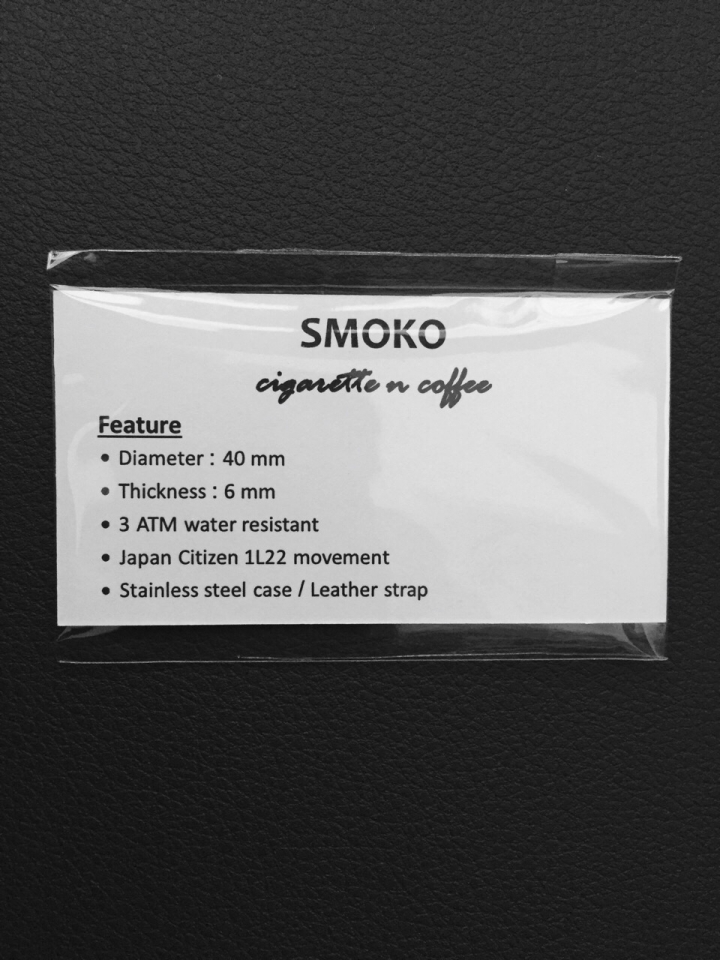 SMOKO
cigarette n coffee
Feature
• Diameter : 40 mm
• Thickness : 6 mm
• 3 ATM water resistant
• Japan Citizen 1L22 movement
• Stainless steel case / Leather strap